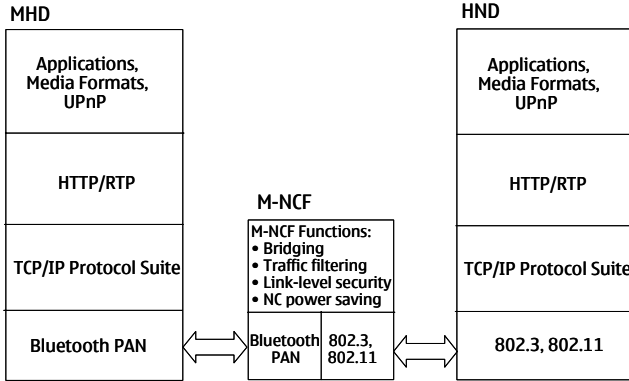 MHD
Applications,
Media Formats,
UPnP
HTTP/RTP
TCP/IP Protocol Suite
Bluetooth PAN
M-NCF
M-NCF Functions:
• Bridging
• Traffic filtering
• Link-level security
• NC power saving
Bluetooth
PAN
802.3,
802.11
HND
Applications,
Media Formats,
UPnP
HTTP/RTP
TCP/IP Protocol Suite
802.3, 802.11